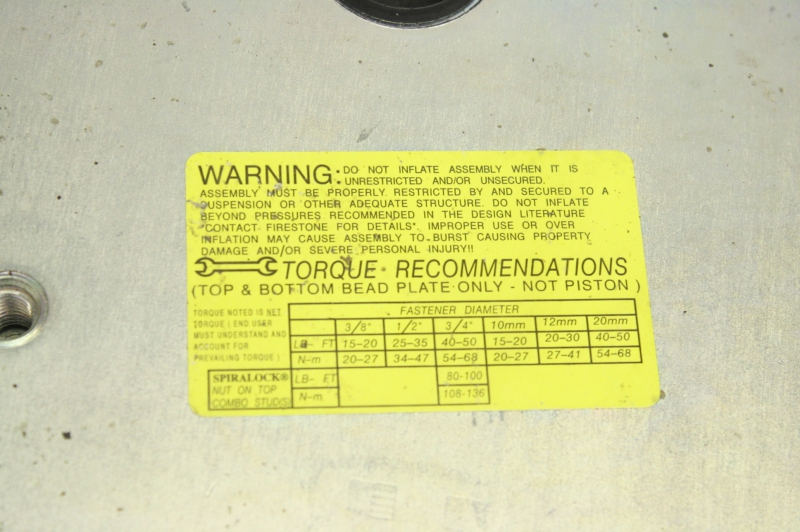 WARNING: DO NOT INFLATE ASSEMBLY WHEN IT IS
UNRESTRICTED AND/OR UNSECURED.
ASSEMBLY MUST BE PROPERLY RESTRICTED BY AND SECURED TO A
SUSPENSION OR OTHER ADEQUATE STRUCTURE. DO NOT INFLATE
BEYOND PRESSURES RECOMMENDED IN THE DESIGN LITERATURE
"CONTACT FIRESTONE FOR DETAILS". IMPROPER USE OR OVER
INFLATION MAY CAUSE ASSEMBLY TO BURST CAUSING PROPERTY
DAMAGE AND/OR SEVERE PERSONAL INJURY!!
TORQUE RECOMMENDATIONS
(TOP & BOTTOM BEAD PLATE ONLY - NOT PISTON)
TORQUE NOTED IS NET
TORQUE (END USER
MUST UNDERSTAND AND
ACCOUNT FOR
PREVAILING TORQUE)
FASTENER DIAMETER
3/8" 1/2" 3/4" 10mm 12mm 20mm
LB- FT 15-20 25-35 40-50 15-20 20-30 40-50
N-m 20-27 34-47 54-68 20-27 27-41 54-68
SPIRALOCK®
NUT ON TOP
COMBO STUD(S)
LB- FT 80-100
N-m 108-136